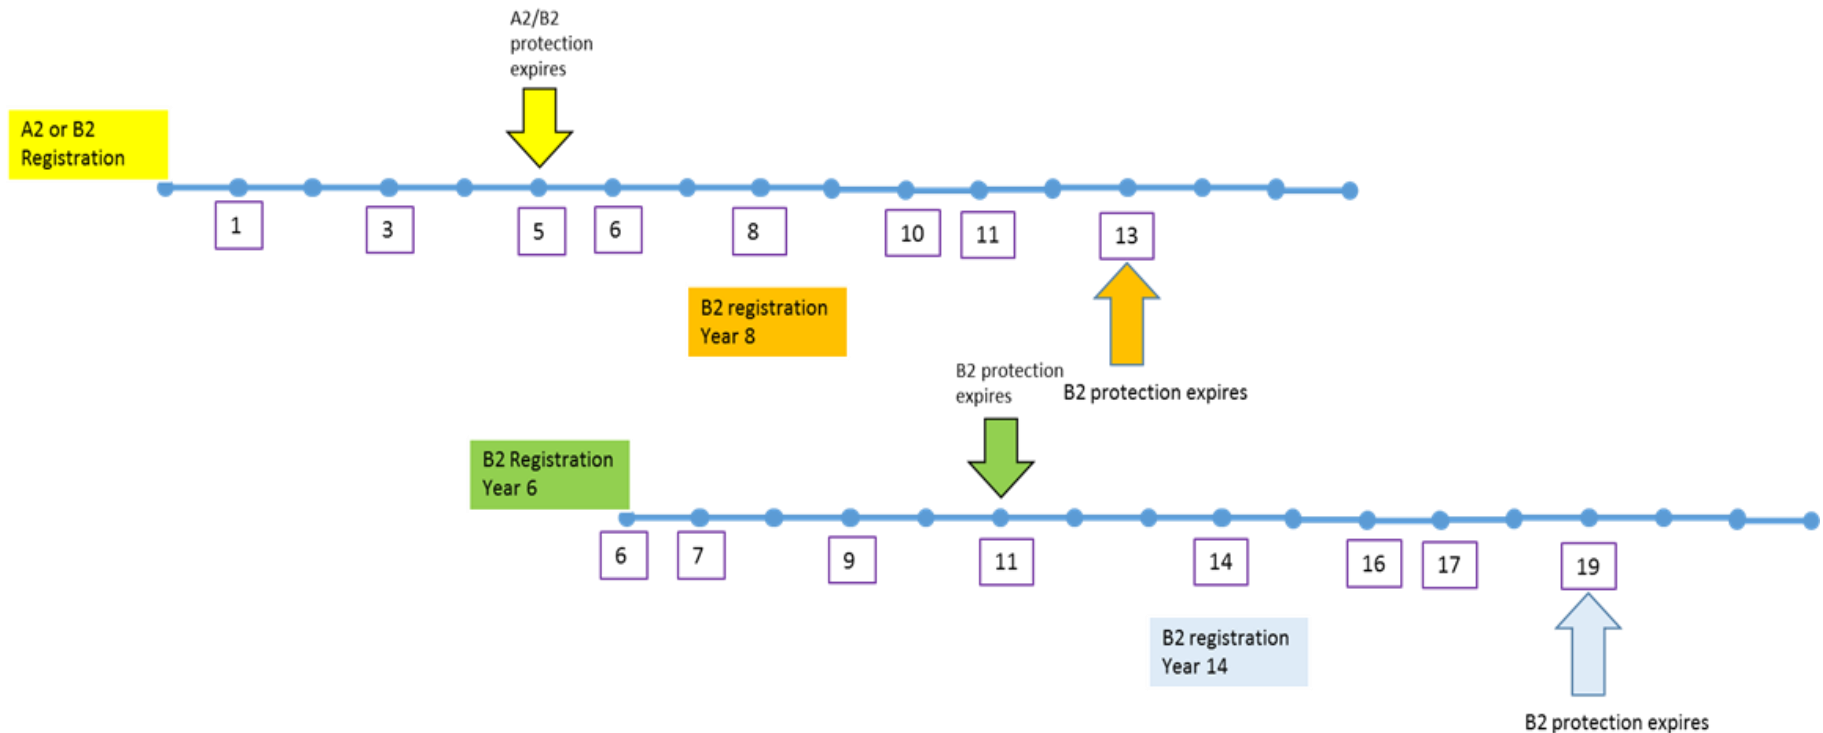 A2/B2
protection
expires
A2 or B2
Registration
1
3
5
6
8
10
11
13
B2 registration
Year 8
B2 protection
expires
B2 protection expires
B2 Registration
Year 6
6
7
9
11
14
16
17
19
B2 registration
Year 14
B2 protection expires